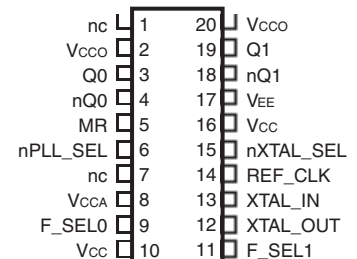 nc 1 20 VCCO
VCCO 2 19 Q1
Q0 3 18 nQ1
nQ0 4 17 VEE
MR 5 16 VCC
nPLL_SEL 6 15 nXTAL_SEL
nc 7 14 REF_CLK
VCCA 8 13 XTAL_IN
F_SEL0 9 12 XTAL_OUT
VCC 10 11 F_SEL1